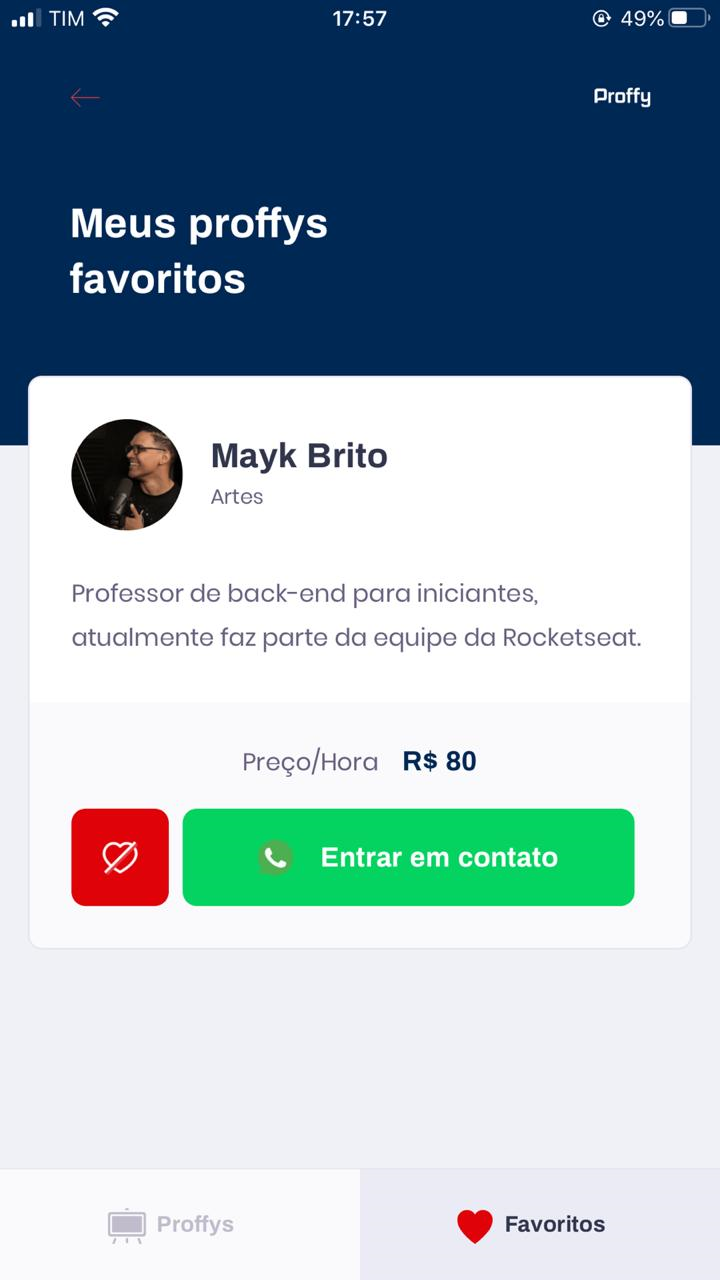 TIM 17:57 49%
Proffy
Meus proffys
favoritos
Mayk Brito
Artes
Professor de back-end para iniciantes,
atualmente faz parte da equipe da Rocketseat.
Preço/Hora R$ 80
Entrar em contato
Proffys Favoritos